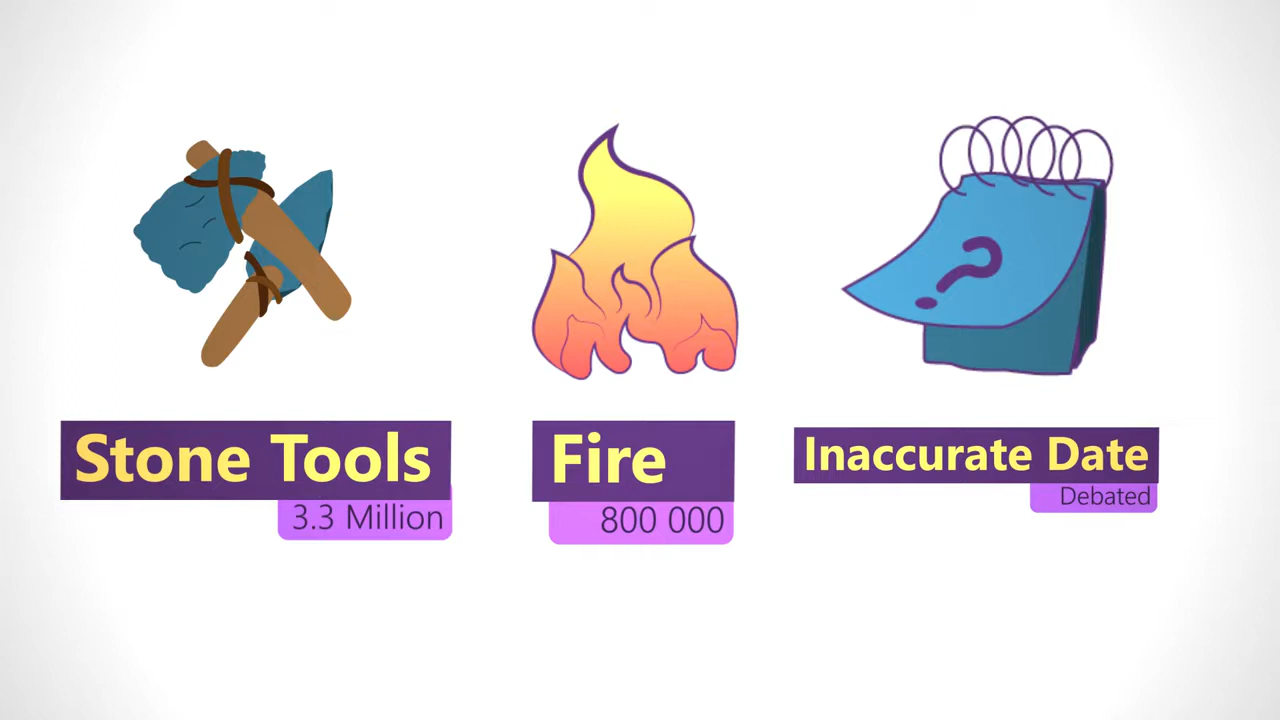 Stone Tools
3.3 Million
Fire
800 000
?
Inaccurate Date
Debated